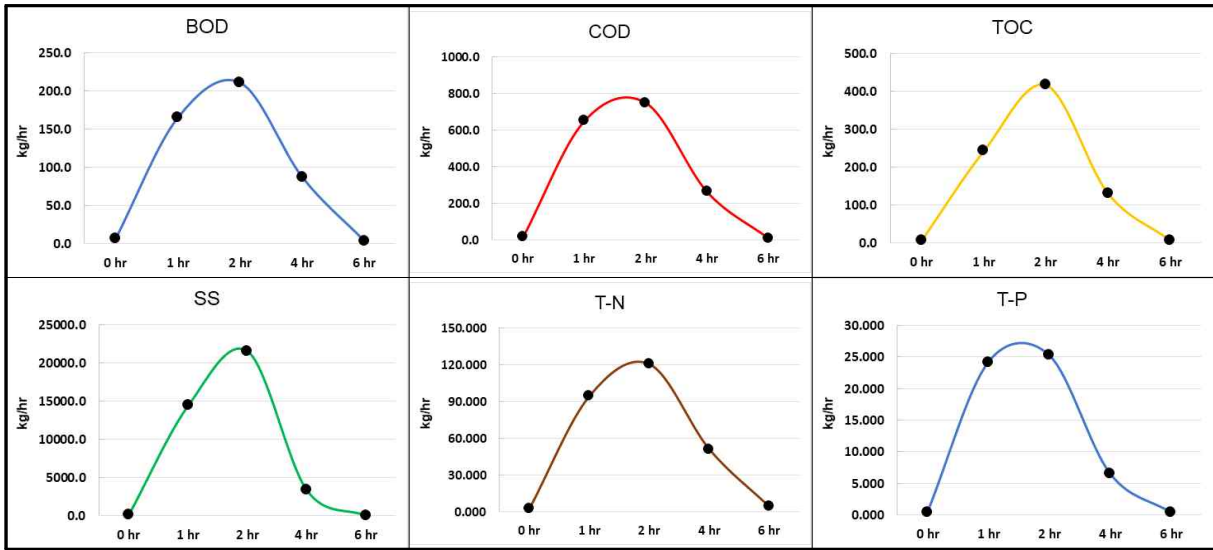 BOD
250.0
200.0
150.0
100.0
50.0
0.0
kg/hr
0 hr 1 hr 2 hr 4 hr 6 hr
COD
1000.0
800.0
600.0
400.0
200.0
0.0
kg/hr
0 hr 1 hr 2 hr 4 hr 6 hr
TOC
500.0
400.0
300.0
200.0
100.0
0.0
kg/hr
0 hr 1 hr 2 hr 4 hr 6 hr
SS
25000.0
20000.0
15000.0
10000.0
5000.0
0.0
kg/hr
0 hr 1 hr 2 hr 4 hr 6 hr
T-N
150.000
120.000
90.000
60.000
30.000
0.000
kg/hr
0 hr 1 hr 2 hr 4 hr 6 hr
T-P
30.000
25.000
20.000
15.000
10.000
5.000
0.000
kg/hr
0 hr 1 hr 2 hr 4 hr 6 hr